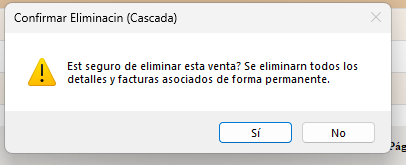 Confirmar Eliminacin (Cascada)
Est seguro de eliminar esta venta? Se eliminarn todos los
detalles y facturas asociados de forma permanente.
Sí
No
Pág